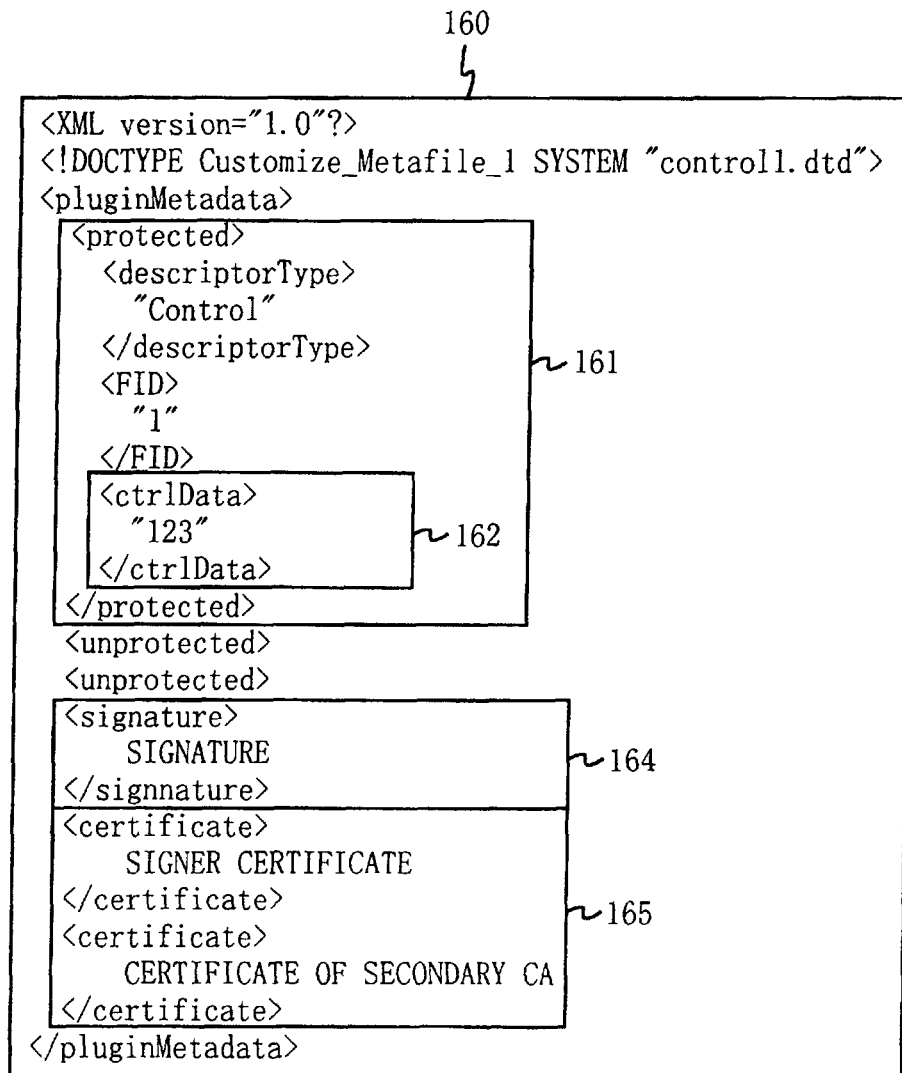 160
<XML version="1.0"?>
<!DOCTYPE Customize_Metafile_1 SYSTEM "control1.dtd">
<pluginMetadata>
<protected>
<descriptorType>
"Control"
</descriptorType>
161
<FID>
"1"
</FID>
<ctrlData>
"123"
162
</ctrlData>
</protected>
<unprotected>
<unprotected>
<signature>
SIGNATURE
164
</signnature>
<certificate>
SIGNER CERTIFICATE
</certificate>
165
<certificate>
CERTIFICATE OF SECONDARY CA
</certificate>
</pluginMetadata>